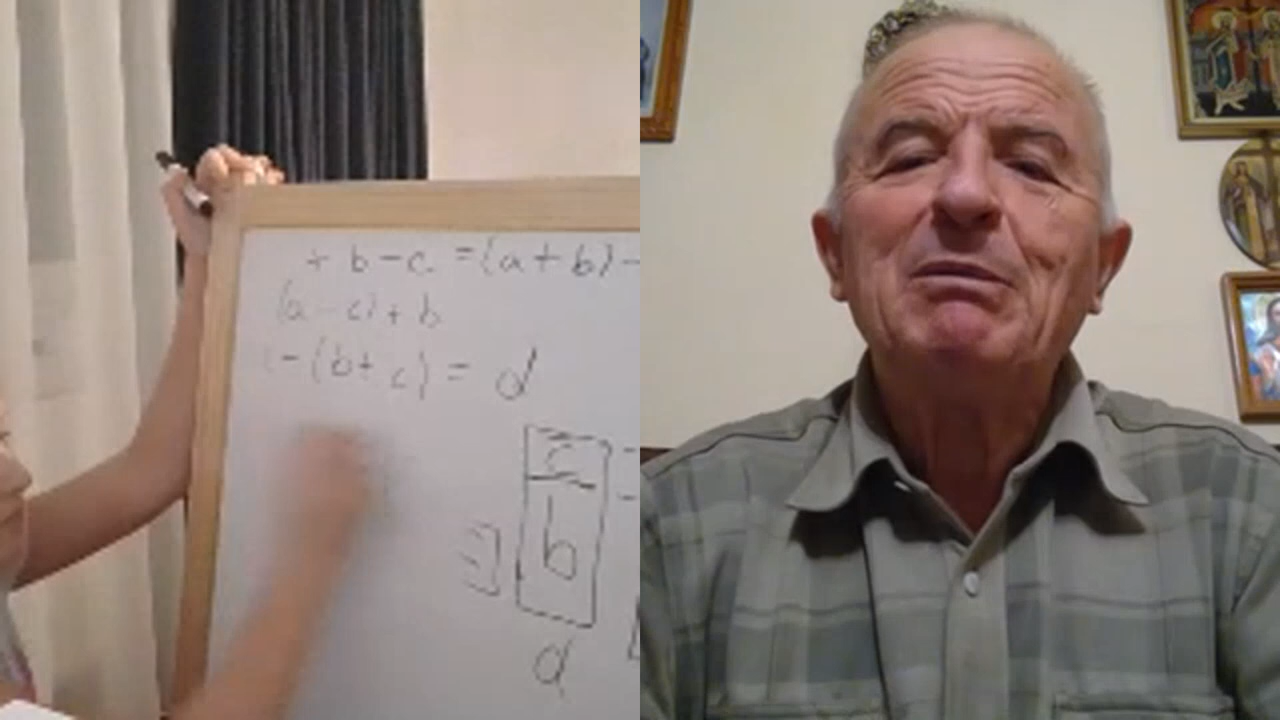 + b - c = (a + b) -
(a - c) + b
- (b + c) = d
c
b
d